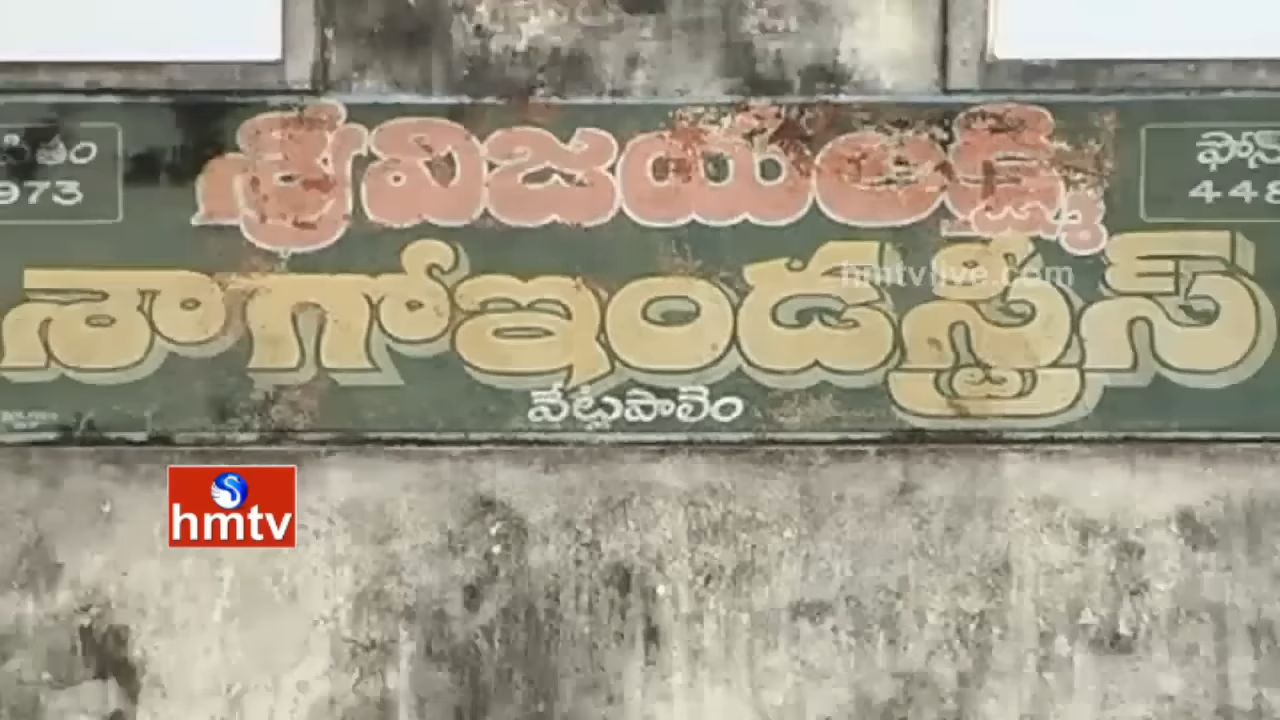 శ్రీ విజయలక్ష్మి
ఫోన్
448
973
శాగో ఇండస్ట్రీస్
hmtvlive.com
వేట్లపాలెం
hmtv